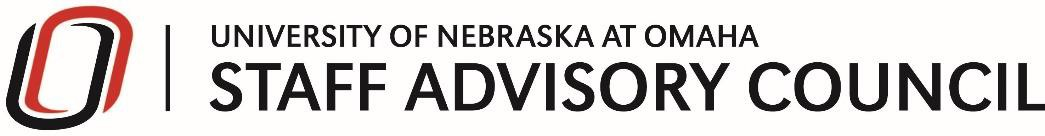 UNIVERSITY OF NEBRASKA AT OMAHA
STAFF ADVISORY COUNCIL